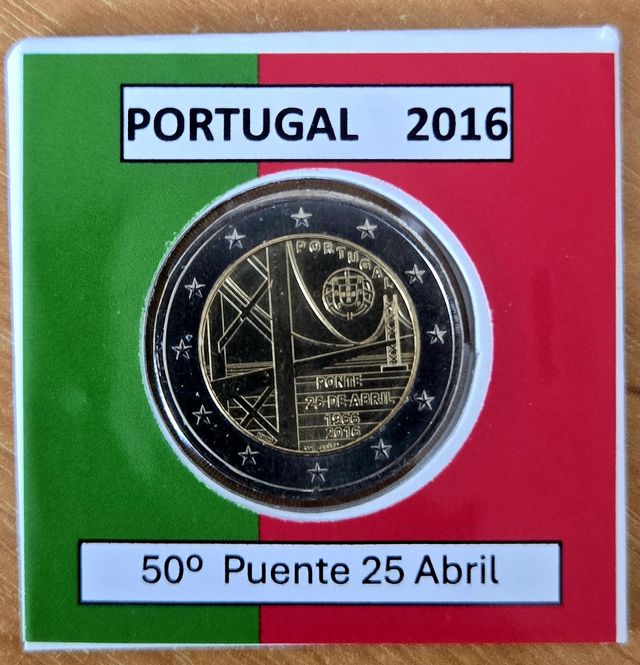 PORTUGAL 2016
PORTUGAL
PONTE
25·DE·ABRIL
1966
2016
50º Puente 25 Abril